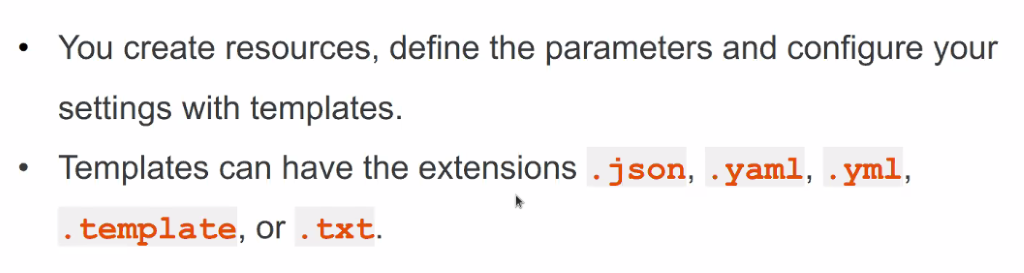 • You create resources, define the parameters and configure your
settings with templates.
• Templates can have the extensions .json, .yaml, .yml,
.template, or .txt.